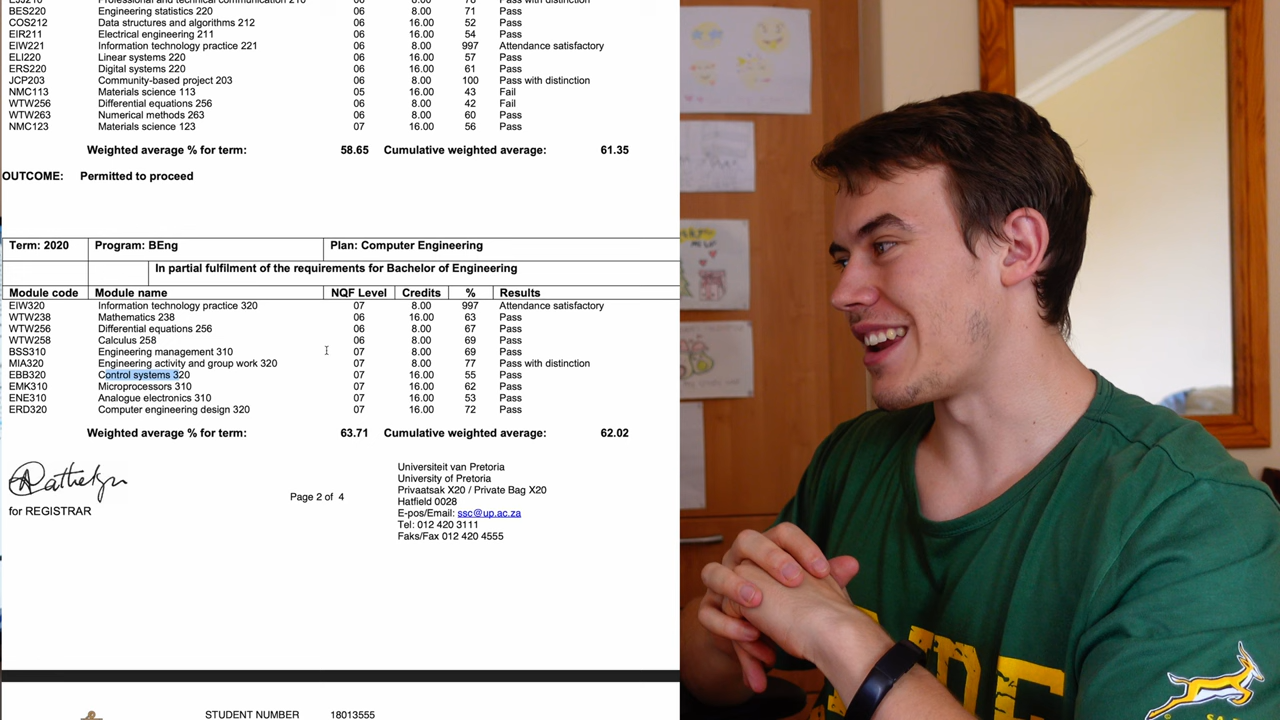 BES220 Engineering statistics 220 06 8.00 71 Pass
COS212 Data structures and algorithms 212 06 16.00 52 Pass
EIR211 Electrical engineering 211 06 16.00 54 Pass
EIW221 Information technology practice 221 06 8.00 997 Attendance satisfactory
ELI220 Linear systems 220 06 16.00 57 Pass
ERS220 Digital systems 220 06 16.00 61 Pass
JCP203 Community-based project 203 06 8.00 100 Pass with distinction
NMC113 Materials science 113 05 16.00 43 Fail
WTW256 Differential equations 256 06 8.00 42 Fail
WTW263 Numerical methods 263 06 8.00 60 Pass
NMC123 Materials science 123 07 16.00 56 Pass
Weighted average % for term: 58.65 Cumulative weighted average: 61.35
OUTCOME: Permitted to proceed
Term: 2020 Program: BEng Plan: Computer Engineering
In partial fulfilment of the requirements for Bachelor of Engineering
Module code Module name NQF Level Credits % Results
EIW320 Information technology practice 320 07 8.00 997 Attendance satisfactory
WTW238 Mathematics 238 06 16.00 63 Pass
WTW256 Differential equations 256 06 8.00 67 Pass
WTW258 Calculus 258 06 8.00 69 Pass
BSS310 Engineering management 310 07 8.00 69 Pass
MIA320 Engineering activity and group work 320 07 8.00 77 Pass with distinction
EBB320 Control systems 320 07 16.00 55 Pass
EMK310 Microprocessors 310 07 16.00 62 Pass
ENE310 Analogue electronics 310 07 16.00 53 Pass
ERD320 Computer engineering design 320 07 16.00 72 Pass
Weighted average % for term: 63.71 Cumulative weighted average: 62.02
for REGISTRAR
Page 2 of 4
Universiteit van Pretoria
University of Pretoria
Privaatsak X20 / Private Bag X20
Hatfield 0028
E-pos/Email: ssc@up.ac.za
Tel: 012 420 3111
Faks/Fax 012 420 4555
STUDENT NUMBER 18013555